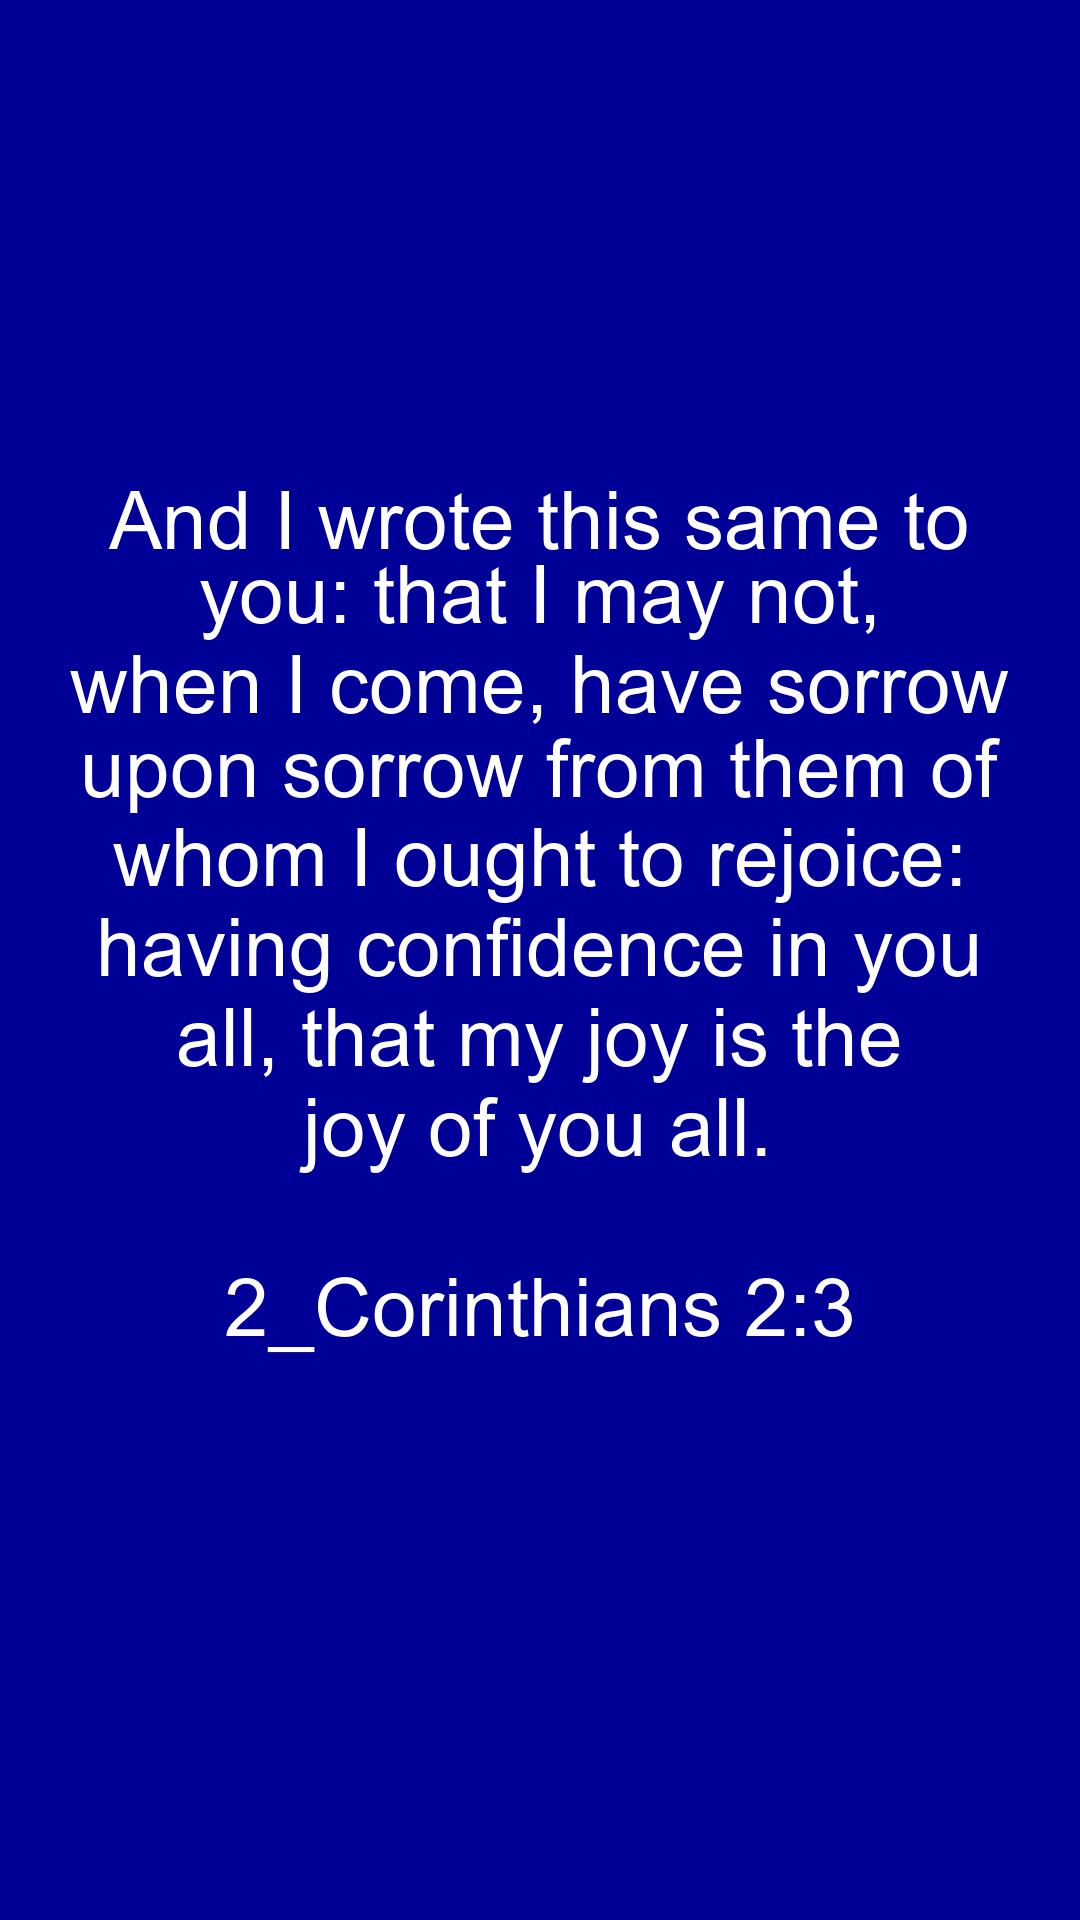 And I wrote this same to
you: that I may not,
when I come, have sorrow
upon sorrow from them of
whom I ought to rejoice:
having confidence in you
all, that my joy is the
joy of you all.
2_Corinthians 2:3